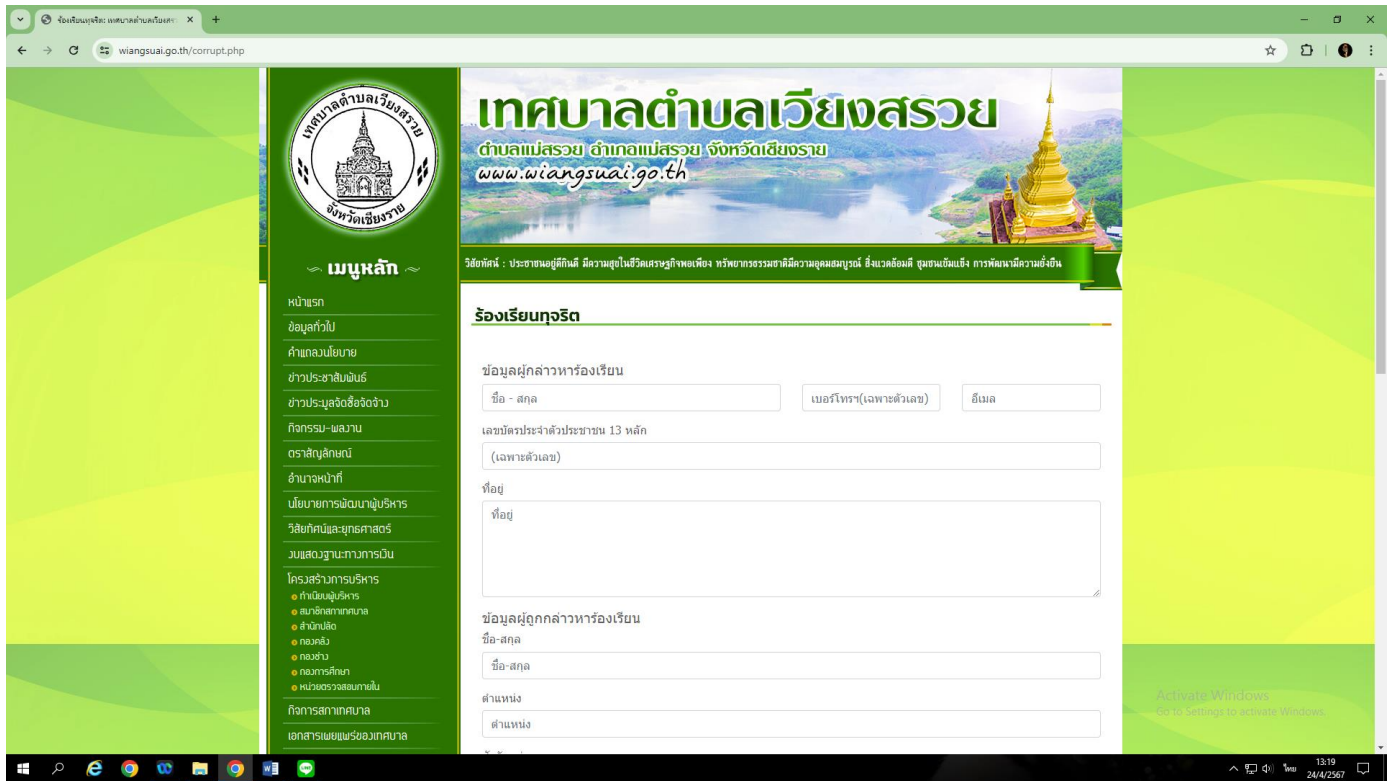 ร้องเรียนทุจริต: เทศบาลตำบลเวียงสรว
wiangsuai.go.th/corrupt.php
เทศบาลตำบลเวียงสรวย
จังหวัดเชียงราย
เทศบาลตำบลเวียงสรวย
ตำบลแม่สรวย อำเภอแม่สรวย จังหวัดเชียงราย
www.wiangsuai.go.th
วิสัยทัศน์ : ประชาชนอยู่ดีกินดี มีความสุขในชีวิตเศรษฐกิจพอเพียง ทรัพยากรธรรมชาติมีความอุดมสมบูรณ์ สิ่งแวดล้อมดี ชุมชนเข้มแข็ง การพัฒนามีความยั่งยืน
เมนูหลัก
หน้าแรก
ข้อมูลทั่วไป
คำแถลงนโยบาย
ข่าวประชาสัมพันธ์
ข่าวประมูลจัดซื้อจัดจ้าง
กิจกรรม-ผลงาน
ตราสัญลักษณ์
อำนาจหน้าที่
นโยบายการพัฒนาผู้บริหาร
วิสัยทัศน์และยุทธศาสตร์
งบแสดงฐานะทางการเงิน
โครงสร้างการบริหาร
ทำเนียบผู้บริหาร
สมาชิกสภาเทศบาล
สำนักปลัด
กองคลัง
กองช่าง
กองการศึกษา
หน่วยตรวจสอบภายใน
กิจการสภาเทศบาล
เอกสารเผยแพร่ของเทศบาล
ร้องเรียนทุจริต
ข้อมูลผู้กล่าวหาร้องเรียน
ชื่อ - สกุล
เบอร์โทรฯ(เฉพาะตัวเลข)
อีเมล
เลขบัตรประจำตัวประชาชน 13 หลัก
(เฉพาะตัวเลข)
ที่อยู่
ที่อยู่
ข้อมูลผู้ถูกกล่าวหาร้องเรียน
ชื่อ-สกุล
ชื่อ-สกุล
ตำแหน่ง
ตำแหน่ง
Activate Windows
Go to Settings to activate Windows.
ไทย
13:19
24/4/2567